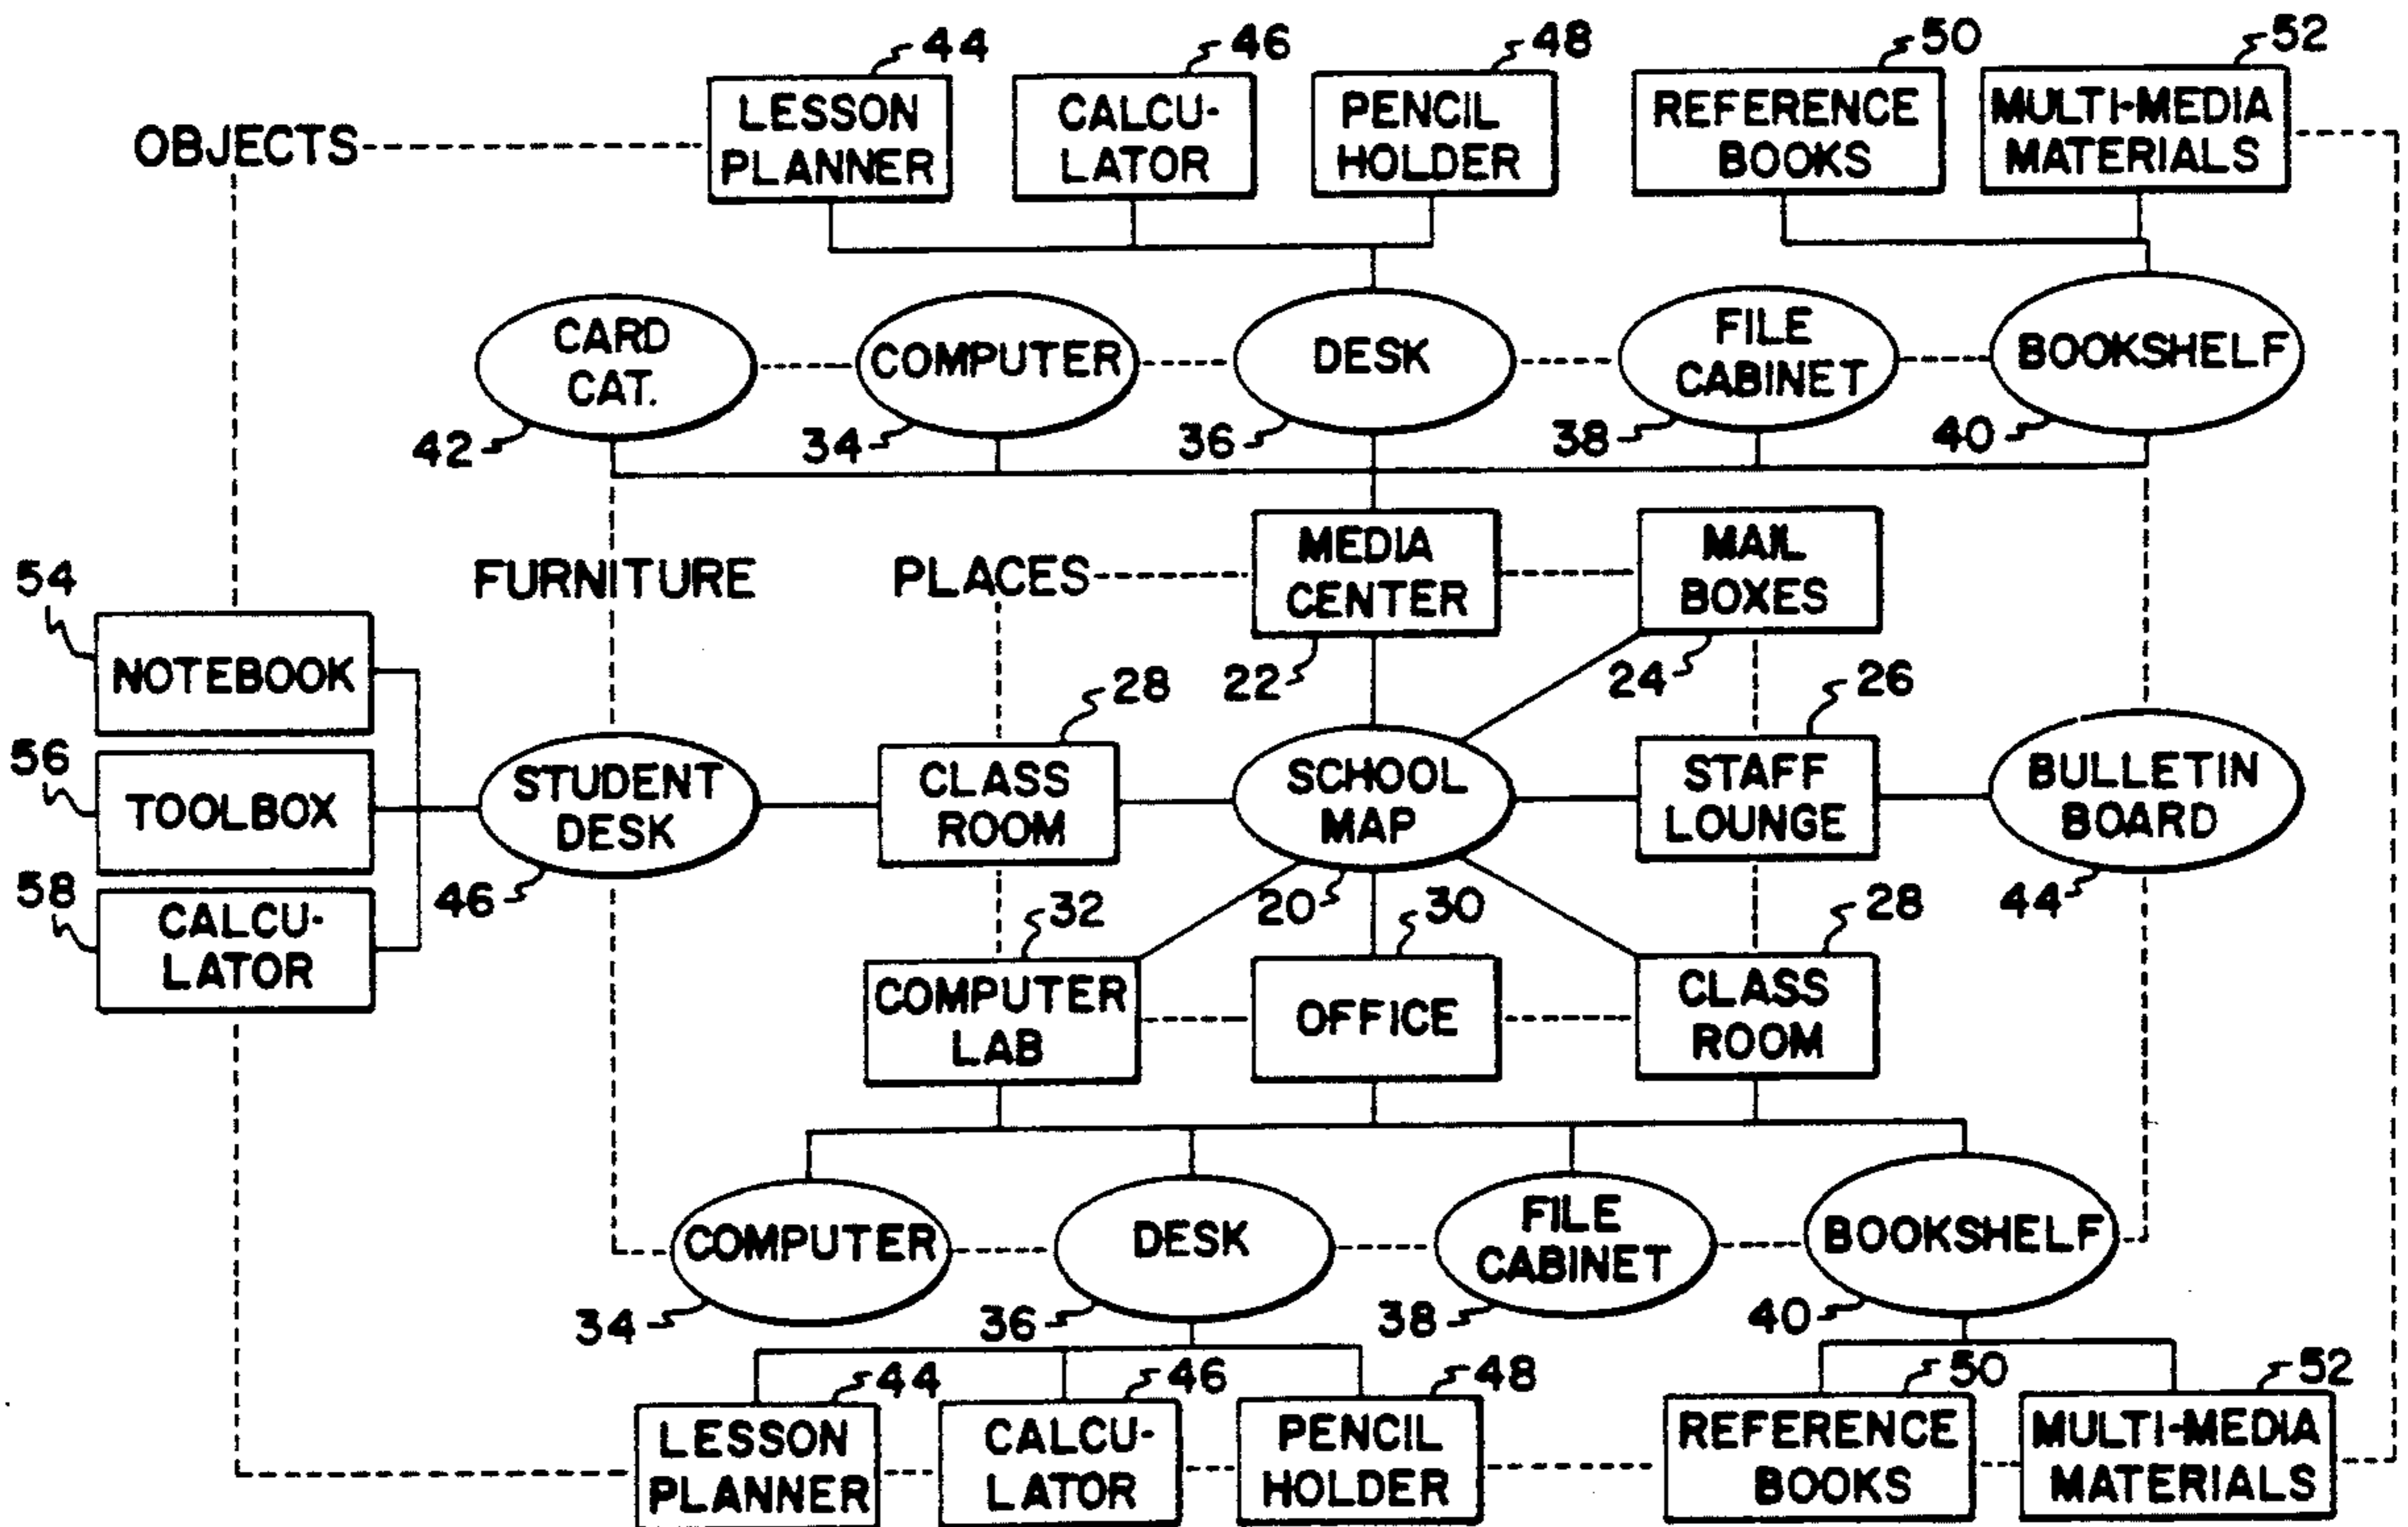 44
46
48
50
52
OBJECTS
LESSON
PLANNER
CALCU-
LATOR
PENCIL
HOLDER
REFERENCE
BOOKS
MULTI-MEDIA
MATERIALS
CARD
CAT.
COMPUTER
DESK
FILE
CABINET
BOOKSHELF
42
34
36
38
40
FURNITURE
PLACES
MEDIA
CENTER
MAIL
BOXES
22
24
54
NOTEBOOK
56
TOOLBOX
58
CALCU-
LATOR
STUDENT
DESK
46
28
CLASS
ROOM
SCHOOL
MAP
20
26
STAFF
LOUNGE
BULLETIN
BOARD
44
32
COMPUTER
LAB
30
OFFICE
28
CLASS
ROOM
COMPUTER
DESK
FILE
CABINET
BOOKSHELF
34
36
38
40
44
46
48
50
52
LESSON
PLANNER
CALCU-
LATOR
PENCIL
HOLDER
REFERENCE
BOOKS
MULTI-MEDIA
MATERIALS